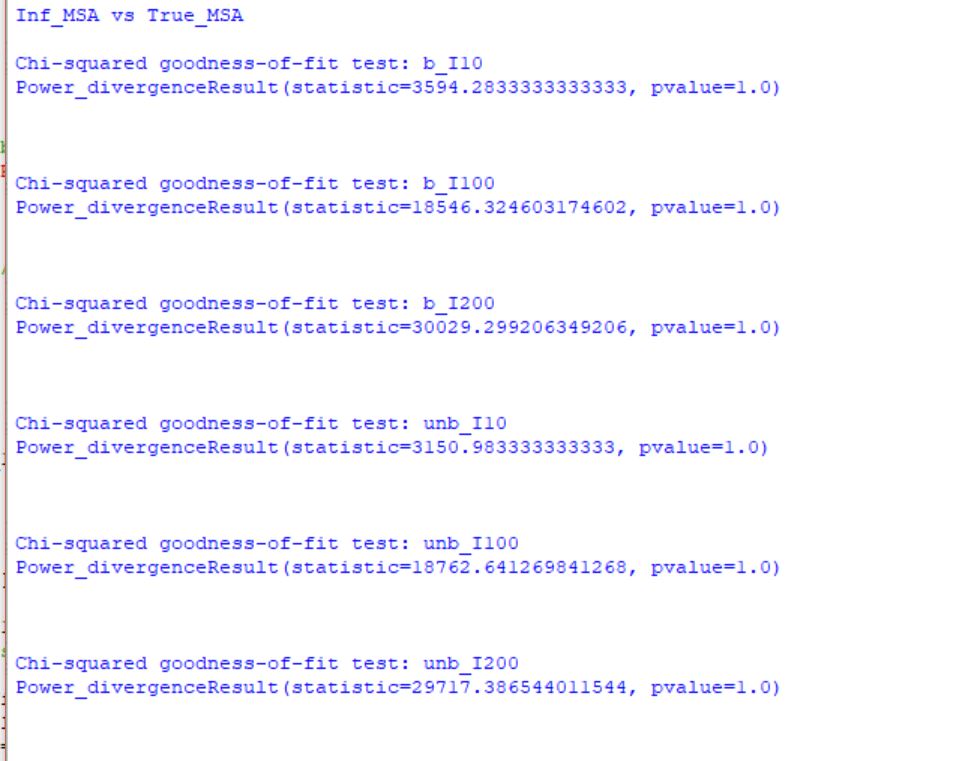 Inf_MSA vs True_MSA
Chi-squared goodness-of-fit test: b_I10
Power_divergenceResult(statistic=3594.2833333333333, pvalue=1.0)
Chi-squared goodness-of-fit test: b_I100
Power_divergenceResult(statistic=18546.324603174602, pvalue=1.0)
Chi-squared goodness-of-fit test: b_I200
Power_divergenceResult(statistic=30029.299206349206, pvalue=1.0)
Chi-squared goodness-of-fit test: unb_I10
Power_divergenceResult(statistic=3150.983333333333, pvalue=1.0)
Chi-squared goodness-of-fit test: unb_I100
Power_divergenceResult(statistic=18762.641269841268, pvalue=1.0)
Chi-squared goodness-of-fit test: unb_I200
Power_divergenceResult(statistic=29717.386544011544, pvalue=1.0)